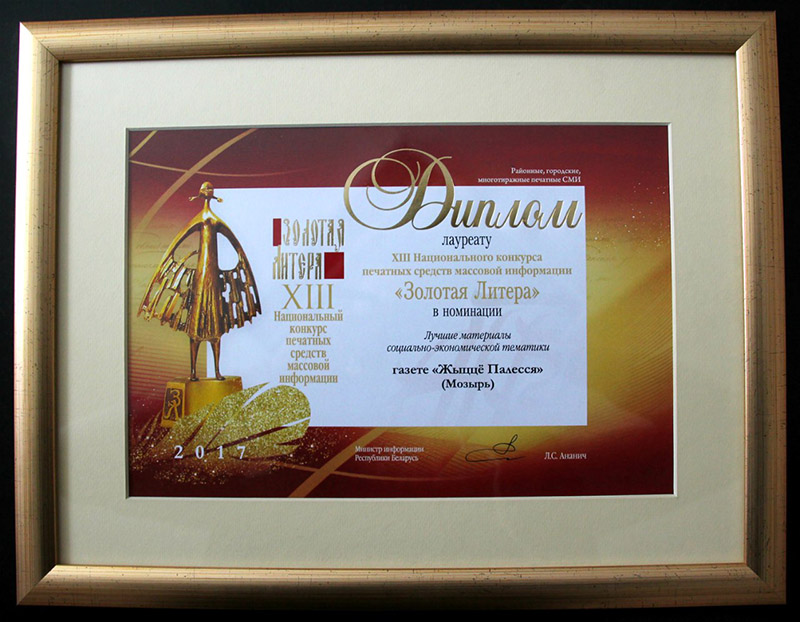 Районные, городские,
многотиражные печатные СМИ
Диплом
лауреату
XIII Национального конкурса
печатных средств массовой информации
«Золотая Литера»
в номинации
Лучшие материалы
социально-экономической тематики
газете «Жыццё Палесся»
(Мозырь)
ЗОЛОТАЯ
ЛИТЕРА
XIII
Национальный
конкурс
печатных
средств
массовой
информации
2017
Министр информации
Республики Беларусь
Л.С. Ананич